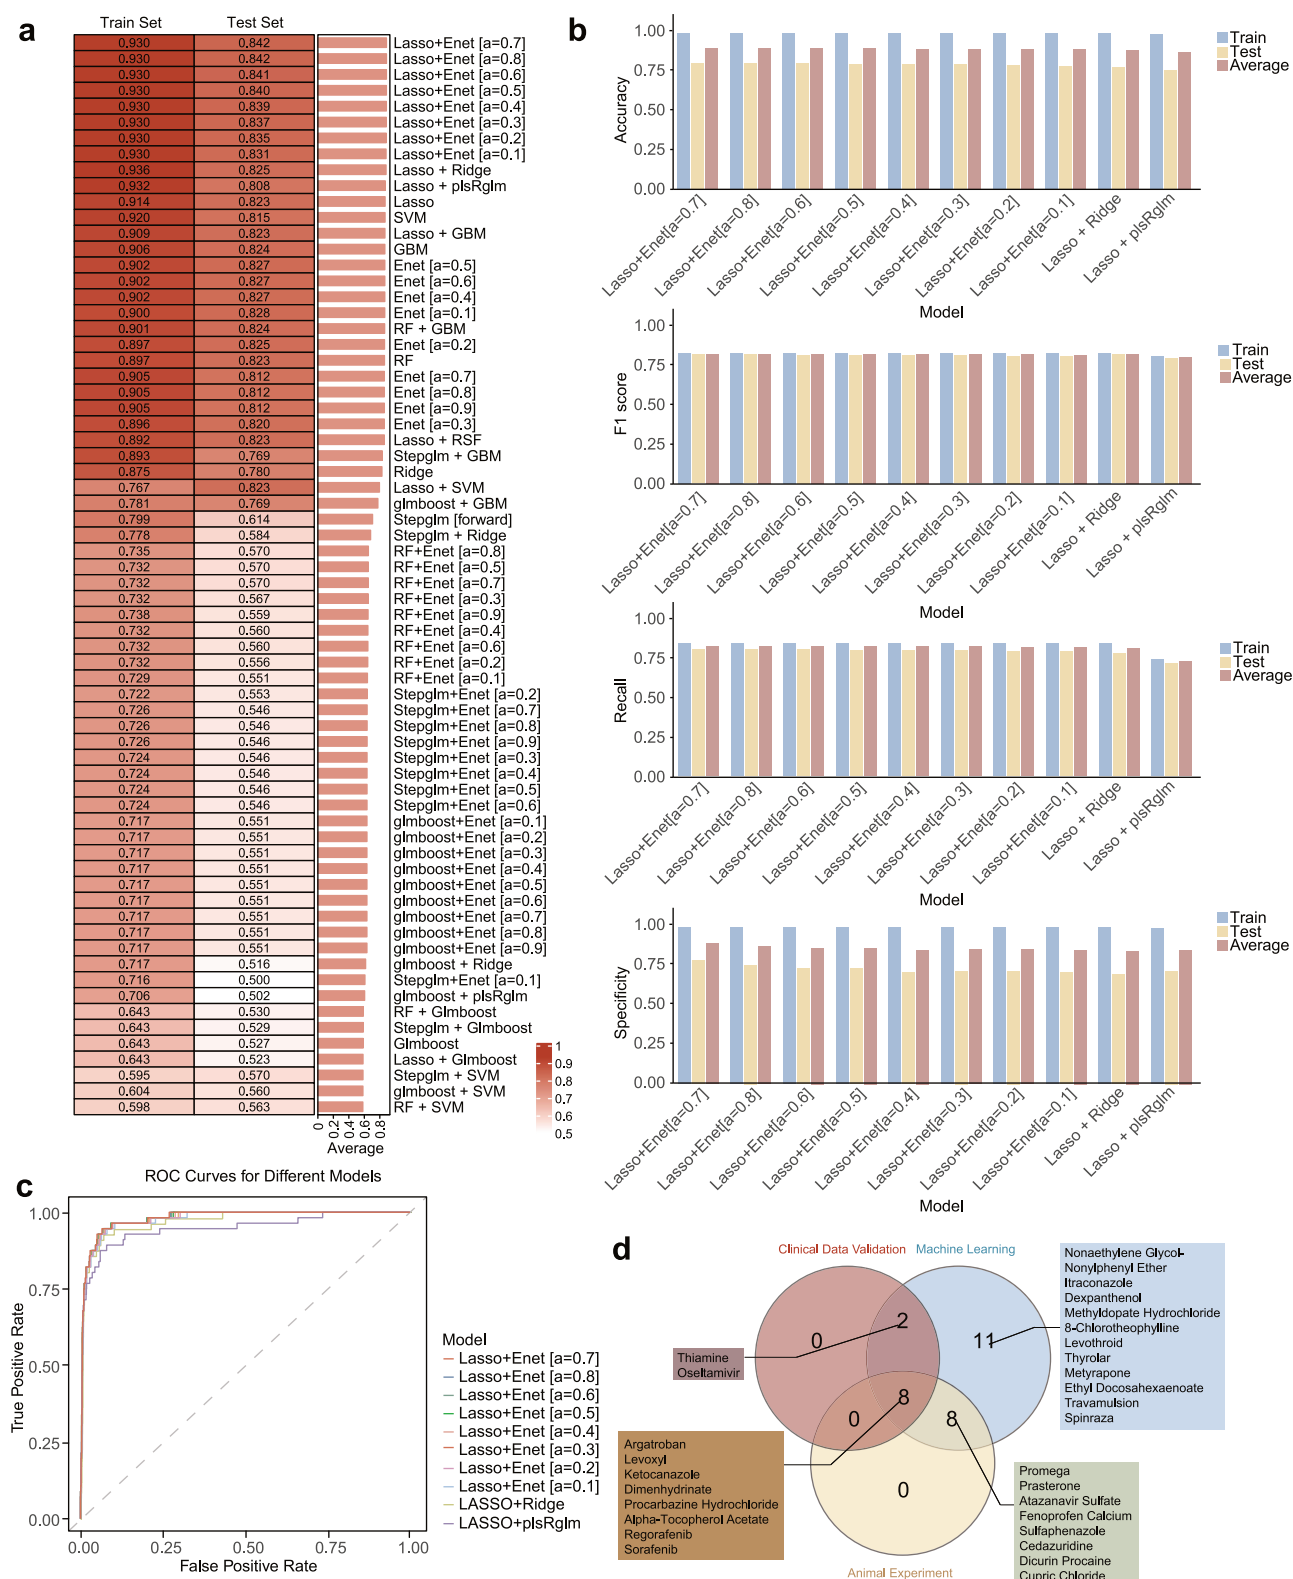 a
Train Set Test Set
0.930 0.842 Lasso+Enet [a=0.7]
0.930 0.842 Lasso+Enet [a=0.8]
0.930 0.841 Lasso+Enet [a=0.6]
0.930 0.840 Lasso+Enet [a=0.5]
0.930 0.839 Lasso+Enet [a=0.4]
0.930 0.837 Lasso+Enet [a=0.3]
0.930 0.835 Lasso+Enet [a=0.2]
0.930 0.831 Lasso+Enet [a=0.1]
0.936 0.825 Lasso + Ridge
0.932 0.808 Lasso + plsRglm
0.914 0.823 Lasso
0.920 0.815 SVM
0.909 0.823 Lasso + GBM
0.906 0.824 GBM
0.902 0.827 Enet [a=0.5]
0.902 0.827 Enet [a=0.6]
0.902 0.827 Enet [a=0.4]
0.900 0.828 Enet [a=0.1]
0.901 0.824 RF + GBM
0.897 0.825 Enet [a=0.2]
0.897 0.823 RF
0.905 0.812 Enet [a=0.7]
0.905 0.812 Enet [a=0.8]
0.905 0.812 Enet [a=0.9]
0.896 0.820 Enet [a=0.3]
0.892 0.823 Lasso + RSF
0.893 0.769 Stepglm + GBM
0.875 0.780 Ridge
0.767 0.823 Lasso + SVM
0.781 0.769 glmboost + GBM
0.799 0.614 Stepglm [forward]
0.778 0.584 Stepglm + Ridge
0.735 0.570 RF+Enet [a=0.8]
0.732 0.570 RF+Enet [a=0.5]
0.732 0.570 RF+Enet [a=0.7]
0.732 0.567 RF+Enet [a=0.3]
0.738 0.559 RF+Enet [a=0.9]
0.732 0.560 RF+Enet [a=0.4]
0.732 0.560 RF+Enet [a=0.6]
0.732 0.556 RF+Enet [a=0.2]
0.729 0.551 RF+Enet [a=0.1]
0.722 0.553 Stepglm+Enet [a=0.2]
0.726 0.546 Stepglm+Enet [a=0.7]
0.726 0.546 Stepglm+Enet [a=0.8]
0.726 0.546 Stepglm+Enet [a=0.9]
0.724 0.546 Stepglm+Enet [a=0.3]
0.724 0.546 Stepglm+Enet [a=0.4]
0.724 0.546 Stepglm+Enet [a=0.5]
0.724 0.546 Stepglm+Enet [a=0.6]
0.717 0.551 glmboost+Enet [a=0.1]
0.717 0.551 glmboost+Enet [a=0.2]
0.717 0.551 glmboost+Enet [a=0.3]
0.717 0.551 glmboost+Enet [a=0.4]
0.717 0.551 glmboost+Enet [a=0.5]
0.717 0.551 glmboost+Enet [a=0.6]
0.717 0.551 glmboost+Enet [a=0.7]
0.717 0.551 glmboost+Enet [a=0.8]
0.717 0.551 glmboost+Enet [a=0.9]
0.717 0.516 glmboost + Ridge
0.716 0.500 Stepglm+Enet [a=0.1]
0.706 0.502 glmboost + plsRglm
0.643 0.530 RF + Glmboost
0.643 0.529 Stepglm + Glmboost
0.643 0.527 Glmboost
0.643 0.523 Lasso + Glmboost
0.595 0.570 Stepglm + SVM
0.604 0.560 glmboost + SVM
0.598 0.563 RF + SVM
0 0.2 0.4 0.6 0.8
Average
1
0.9
0.8
0.7
0.6
0.5
b
Accuracy
1.00
0.75
0.50
0.25
0.00
Train
Test
Average
Lasso+Enet[a=0.7]
Lasso+Enet[a=0.8]
Lasso+Enet[a=0.6]
Lasso+Enet[a=0.5]
Lasso+Enet[a=0.4]
Lasso+Enet[a=0.3]
Lasso+Enet[a=0.2]
Lasso+Enet[a=0.1]
Lasso + Ridge
Lasso + plsRglm
Model
F1 score
1.00
0.75
0.50
0.25
0.00
Train
Test
Average
Lasso+Enet[a=0.7]
Lasso+Enet[a=0.8]
Lasso+Enet[a=0.6]
Lasso+Enet[a=0.5]
Lasso+Enet[a=0.4]
Lasso+Enet[a=0.3]
Lasso+Enet[a=0.2]
Lasso+Enet[a=0.1]
Lasso + Ridge
Lasso + plsRglm
Model
Recall
1.00
0.75
0.50
0.25
0.00
Train
Test
Average
Lasso+Enet[a=0.7]
Lasso+Enet[a=0.8]
Lasso+Enet[a=0.6]
Lasso+Enet[a=0.5]
Lasso+Enet[a=0.4]
Lasso+Enet[a=0.3]
Lasso+Enet[a=0.2]
Lasso+Enet[a=0.1]
Lasso + Ridge
Lasso + plsRglm
Model
Specificity
1.00
0.75
0.50
0.25
0.00
Train
Test
Average
Lasso+Enet[a=0.7]
Lasso+Enet[a=0.8]
Lasso+Enet[a=0.6]
Lasso+Enet[a=0.5]
Lasso+Enet[a=0.4]
Lasso+Enet[a=0.3]
Lasso+Enet[a=0.2]
Lasso+Enet[a=0.1]
Lasso + Ridge
Lasso + plsRglm
Model
c
ROC Curves for Different Models
True Positive Rate
1.00
0.75
0.50
0.25
0.00
0.00 0.25 0.50 0.75 1.00
False Positive Rate
Model
Lasso+Enet [a=0.7]
Lasso+Enet [a=0.8]
Lasso+Enet [a=0.6]
Lasso+Enet [a=0.5]
Lasso+Enet [a=0.4]
Lasso+Enet [a=0.3]
Lasso+Enet [a=0.2]
Lasso+Enet [a=0.1]
LASSO+Ridge
LASSO+plsRglm
d
Clinical Data Validation Machine Learning
0 2 11
8
0 8
0
Animal Experiment
Thiamine
Oseltamivir
Nonaethylene Glycol-
Nonylphenyl Ether
Itraconazole
Dexpanthenol
Methyldopate Hydrochloride
8-Chlorotheophylline
Levothroid
Thyrolar
Metyrapone
Ethyl Docosahexaenoate
Travamulsion
Spinraza
Argatroban
Levoxyl
Ketocanazole
Dimenhydrinate
Procarbazine Hydrochloride
Alpha-Tocopherol Acetate
Regorafenib
Sorafenib
Promega
Prasterone
Atazanavir Sulfate
Fenoprofen Calcium
Sulfaphenazole
Cedazuridine
Dicurin Procaine
Cupric Chloride